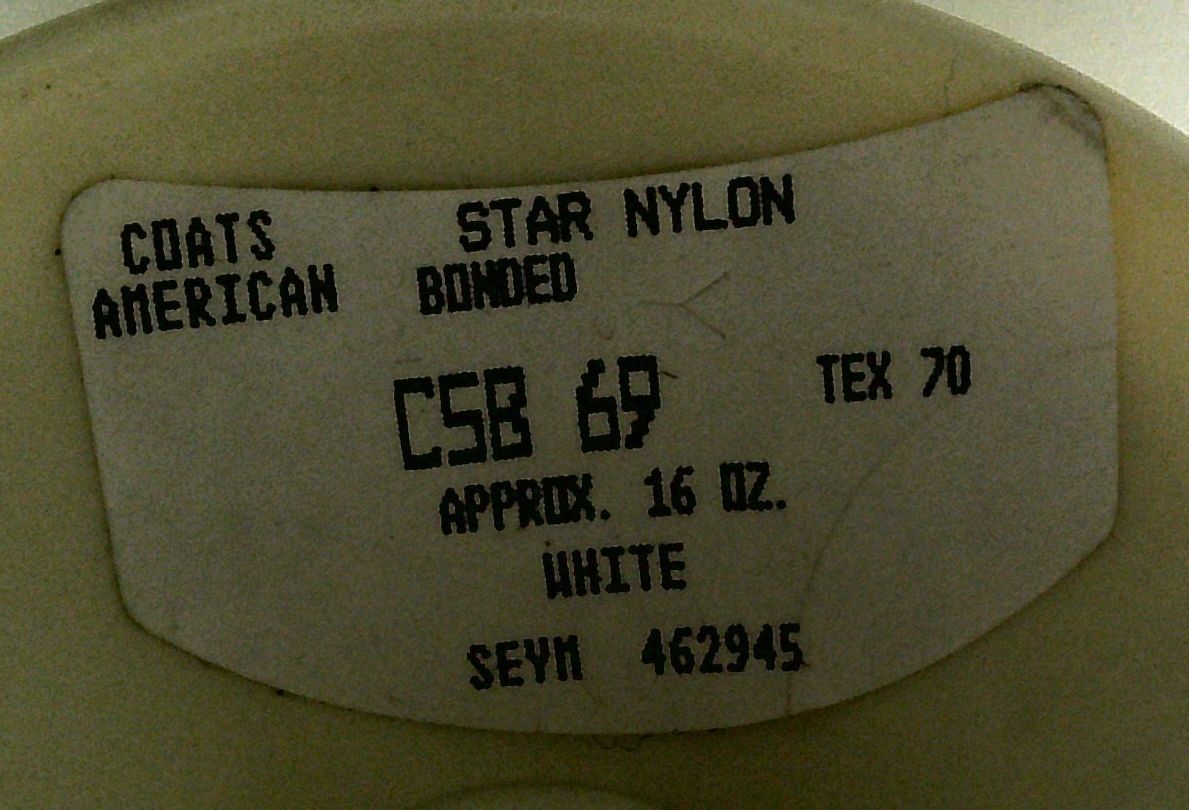 COATS STAR NYLON
AMERICAN BONDED
CSB 69 TEX 70
APPROX. 16 OZ.
WHITE
SEYM 462945